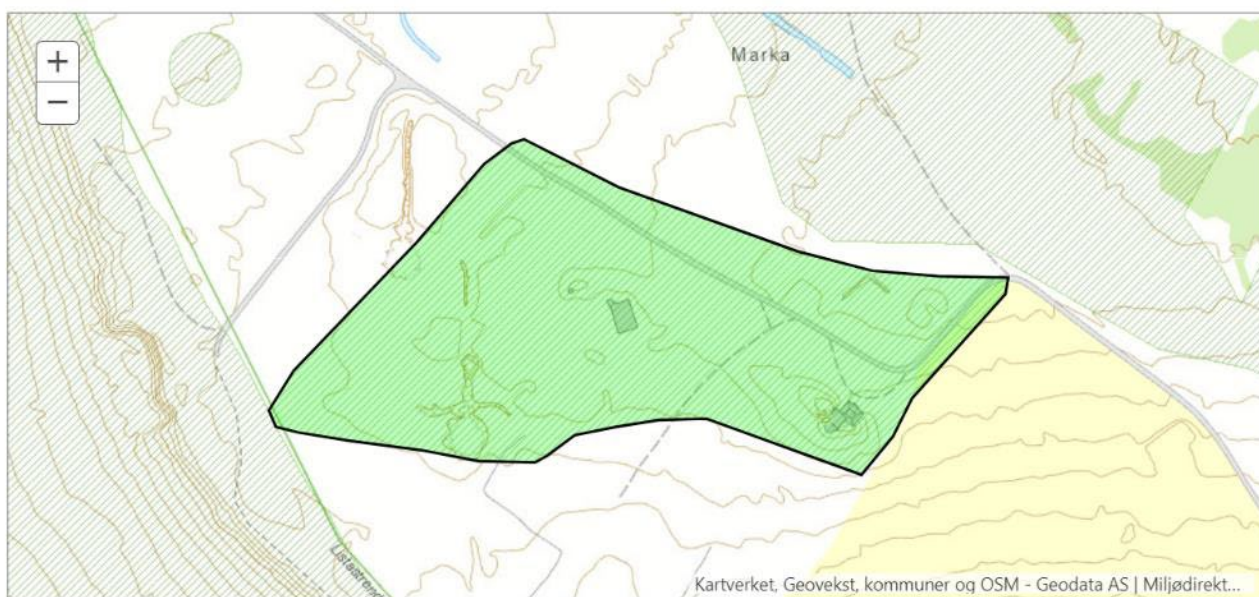 +
Marka
−
Kartverket, Geovekst, kommuner og OSM - Geodata AS | Miljødirekt...